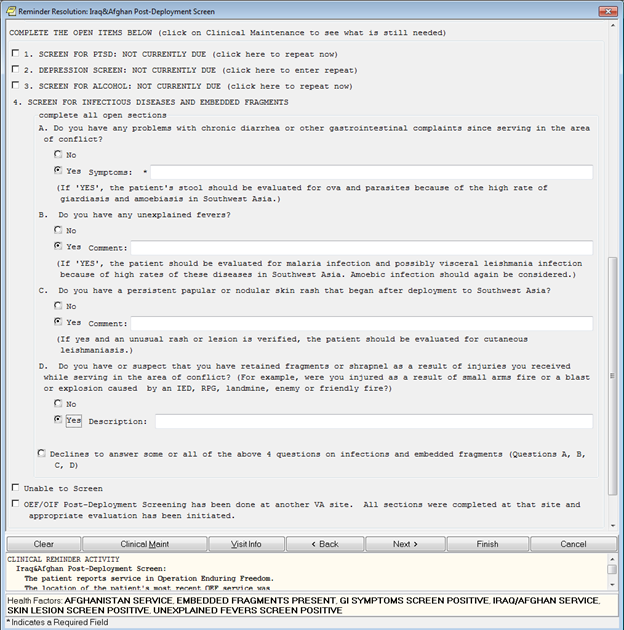 Reminder Resolution: Iraq&Afghan Post-Deployment Screen
COMPLETE THE OPEN ITEMS BELOW (click on Clinical Maintenance to see what is still needed)
1. SCREEN FOR PTSD: NOT CURRENTLY DUE (click here to repeat now)
2. DEPRESSION SCREEN: NOT CURRENTLY DUE (click here to enter repeat)
3. SCREEN FOR ALCOHOL: NOT CURRENTLY DUE (click here to repeat now)
4. SCREEN FOR INFECTIOUS DISEASES AND EMBEDDED FRAGMENTS
complete all open sections
A. Do you have any problems with chronic diarrhea or other gastrointestinal complaints since serving in the area
of conflict?
No
Yes Symptoms: *
(If 'YES', the patient's stool should be evaluated for ova and parasites because of the high rate of
giardiasis and amoebiasis in Southwest Asia.)
B. Do you have any unexplained fevers?
No
Yes Comment:
(If 'YES', the patient should be evaluated for malaria infection and possibly visceral leishmania infection
because of high rates of these diseases in Southwest Asia. Amoebic infection should again be considered.)
C. Do you have a persistent papular or nodular skin rash that began after deployment to Southwest Asia?
No
Yes Comment:
(If yes and an unusual rash or lesion is verified, the patient should be evaluated for cutaneous
leishmaniasis.)
D. Do you have or suspect that you have retained fragments or shrapnel as a result of injuries you received
while serving in the area of conflict? (For example, were you injured as a result of small arms fire or a blast
or explosion caused by an IED, RPG, landmine, enemy or friendly fire?)
No
Yes Description:
Declines to answer some or all of the above 4 questions on infections and embedded fragments (Questions A, B,
C, D)
Unable to Screen
OEF/OIF Post-Deployment Screening has been done at another VA site. All sections were completed at that site and
appropriate evaluation has been initiated.
Clear Clinical Maint Visit Info < Back Next > Finish Cancel
CLINICAL REMINDER ACTIVITY
Iraq&Afghan Post-Deployment Screen:
The patient reports service in Operation Enduring Freedom.
The location of the patient's most recent OEF service was
Health Factors: AFGHANISTAN SERVICE, EMBEDDED FRAGMENTS PRESENT, GI SYMPTOMS SCREEN POSITIVE, IRAQ/AFGHAN SERVICE,
SKIN LESION SCREEN POSITIVE, UNEXPLAINED FEVERS SCREEN POSITIVE
* Indicates a Required Field